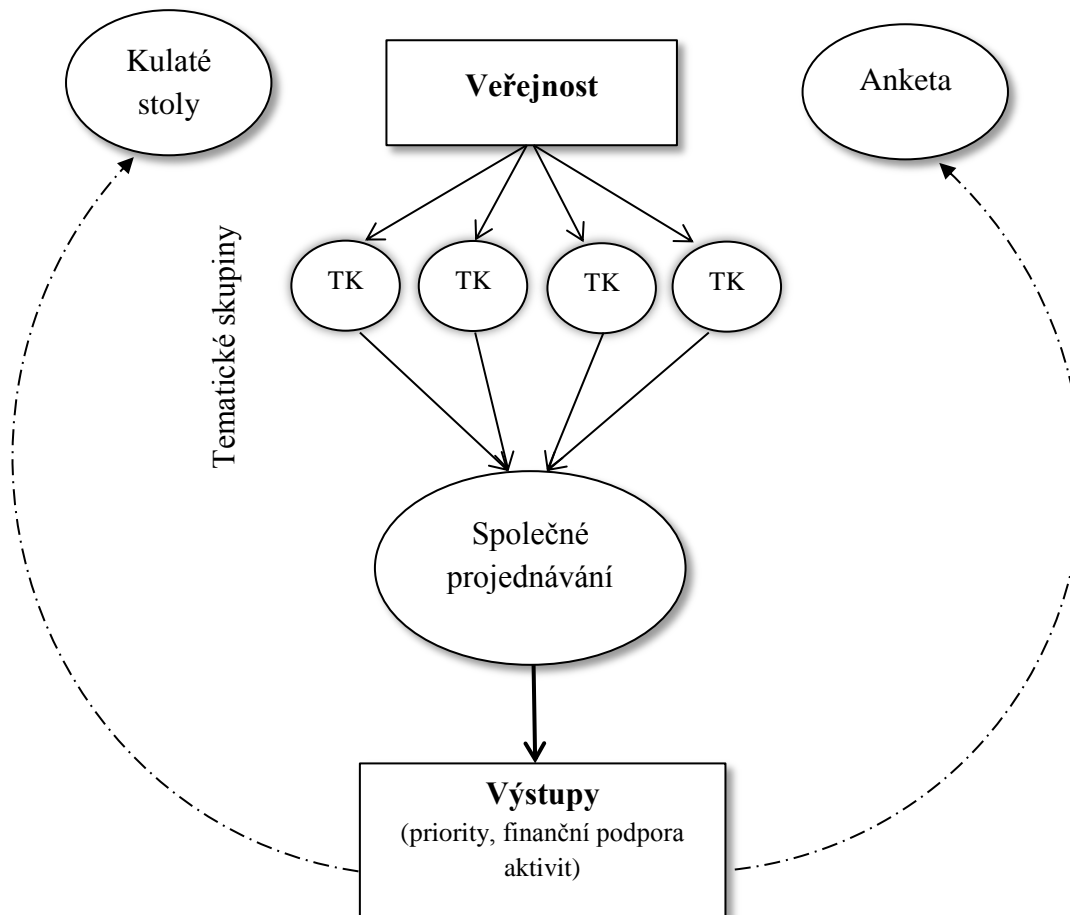 Kulaté
stoly
Veřejnost
Anketa
Tematické skupiny
TK
TK
TK
TK
Společné
projednávání
Výstupy
(priority, finanční podpora
aktivit)